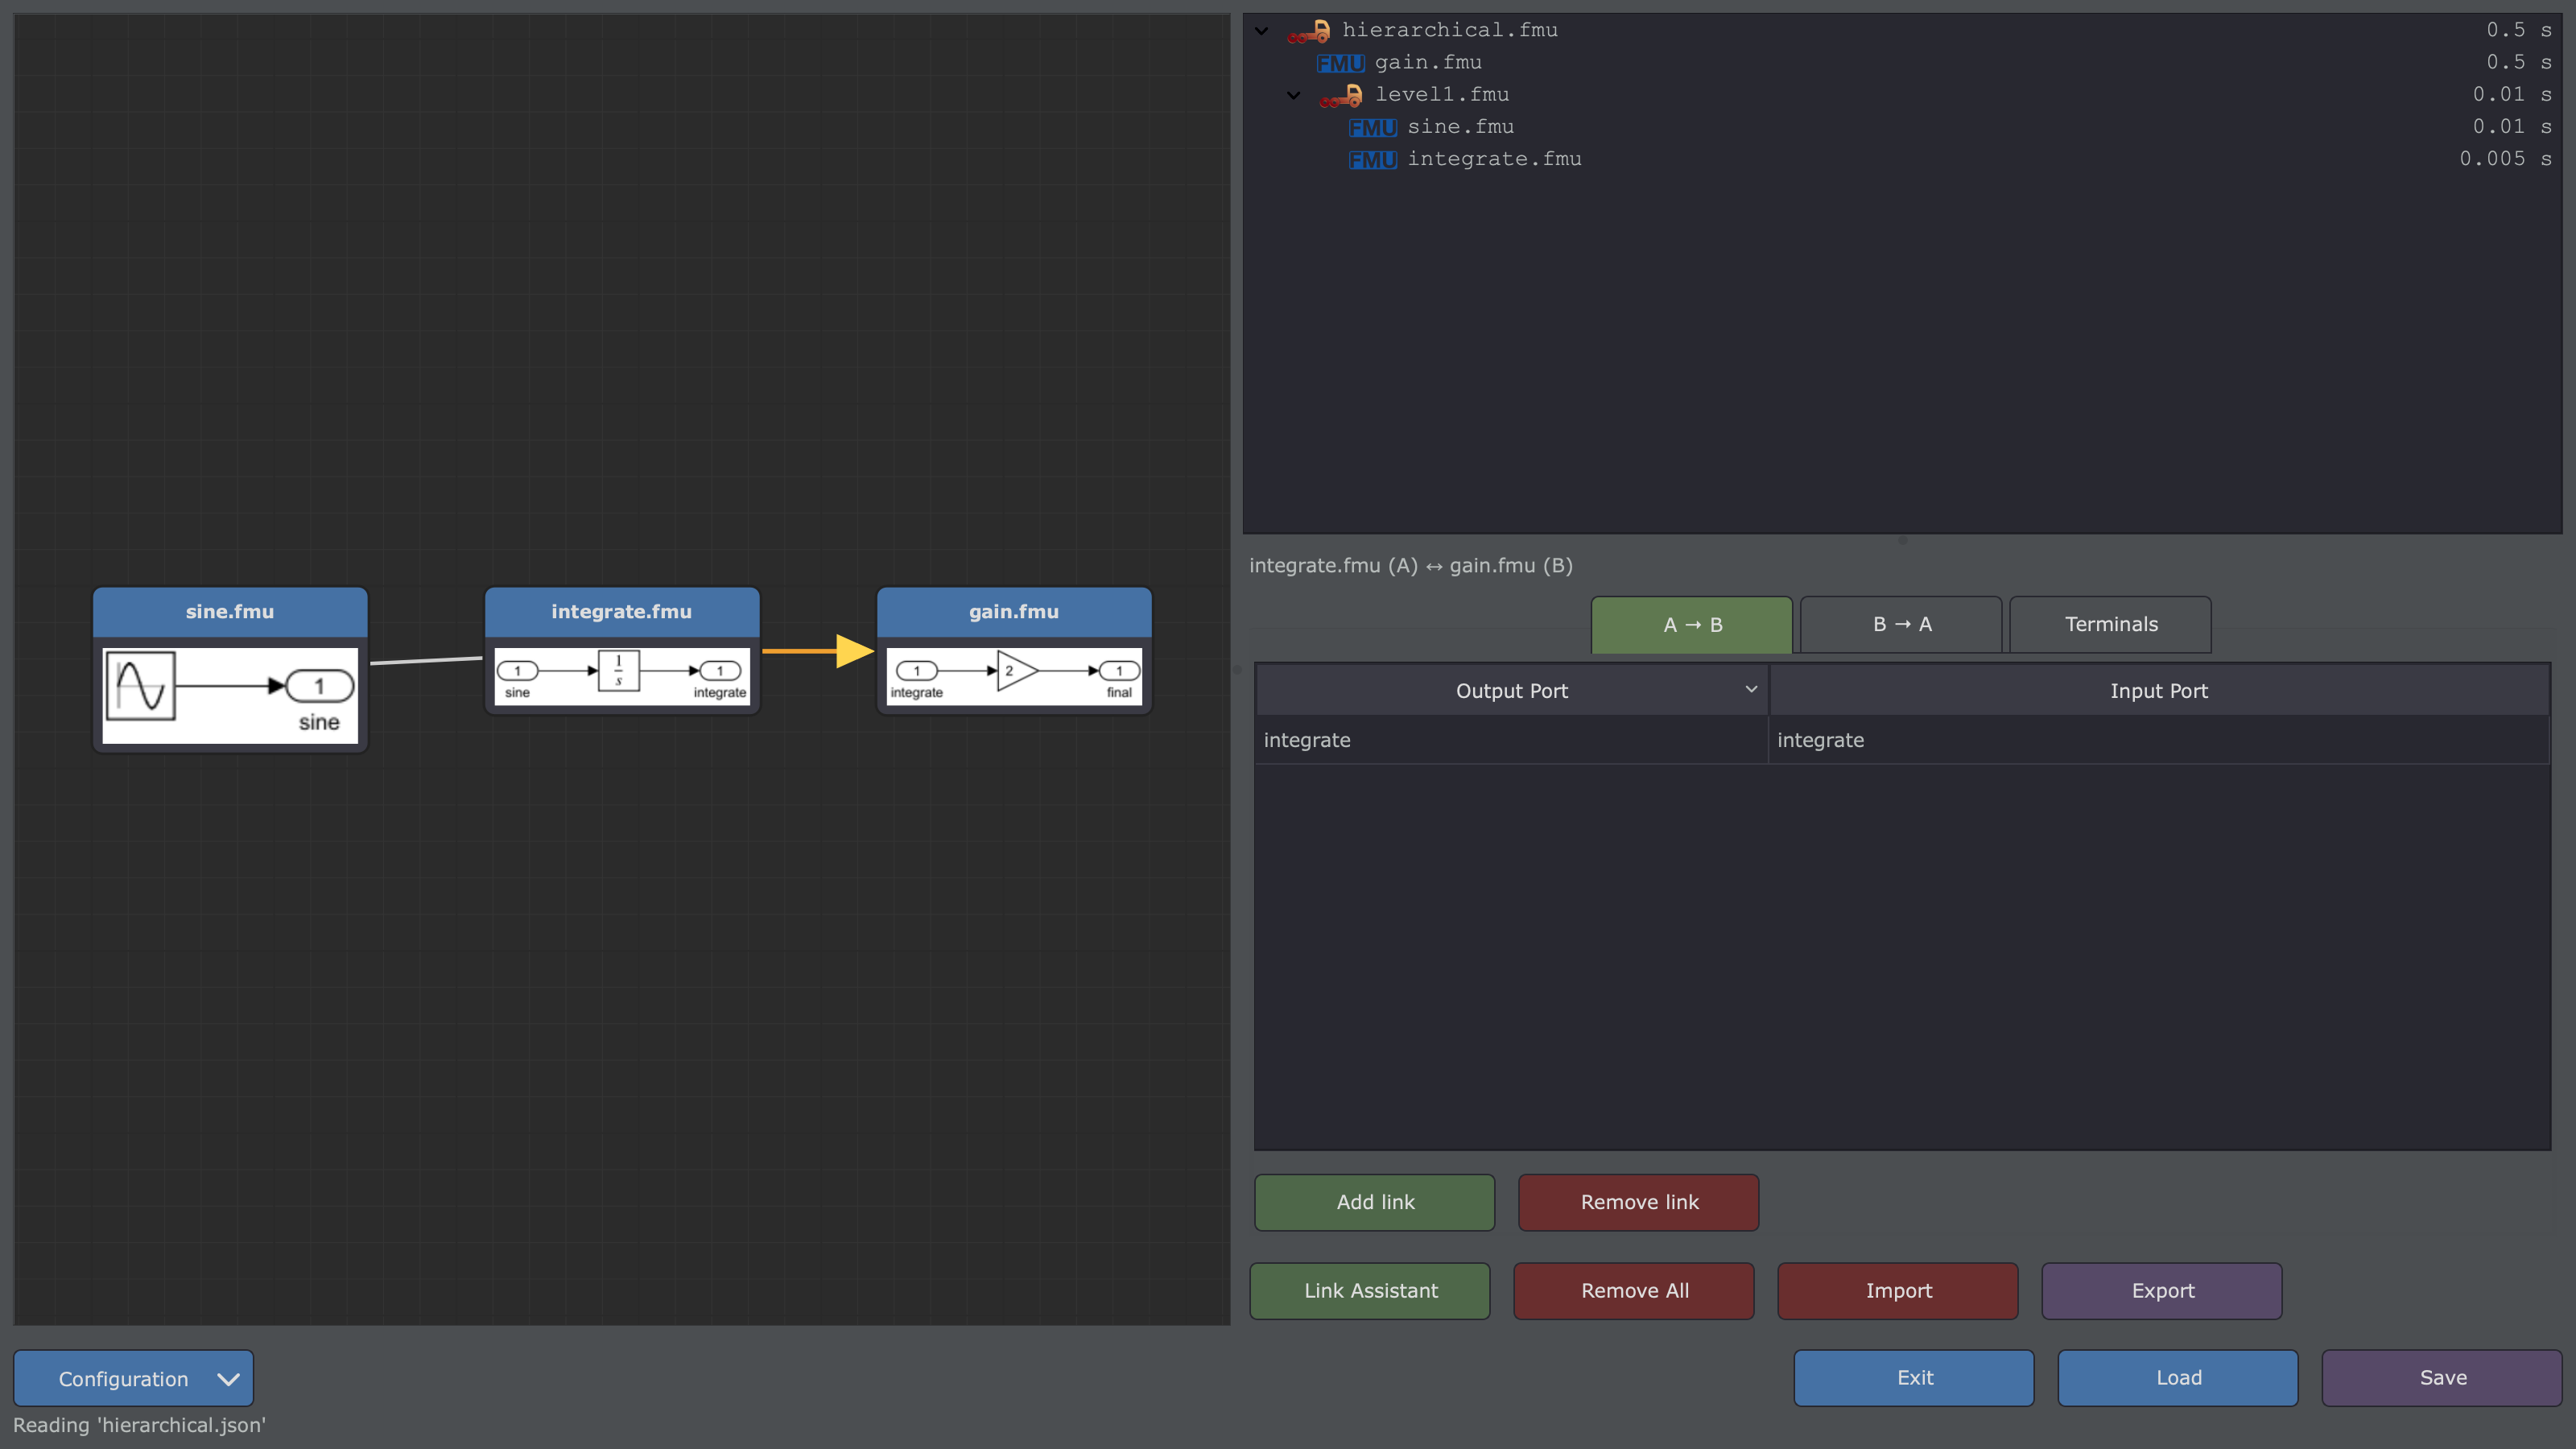 hierarchical.fmu 0.5 s
FMU gain.fmu 0.5 s
level1.fmu 0.01 s
FMU sine.fmu 0.01 s
FMU integrate.fmu 0.005 s
sine.fmu
1
sine
integrate.fmu
1 1 s 1
sine integrate
gain.fmu
1 2 1
integrate final
integrate.fmu (A) ↔ gain.fmu (B)
A → B B → A Terminals
Output Port Input Port
integrate integrate
Add link Remove link
Link Assistant Remove All Import Export
Configuration Exit Load Save
Reading 'hierarchical.json'